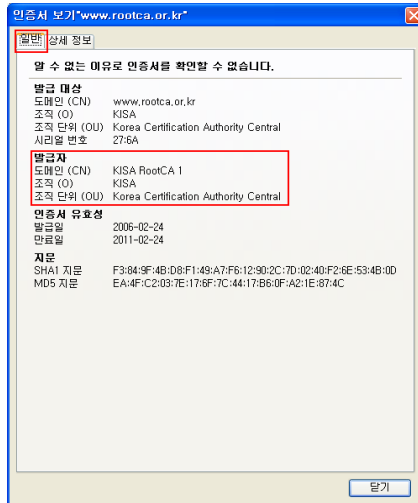 인증서 보기"www.rootca.or.kr"
일반 상세 정보
알 수 없는 이유로 인증서를 확인할 수 없습니다.
발급 대상
도메인 (CN) www.rootca.or.kr
조직 (O) KISA
조직 단위 (OU) Korea Certification Authority Central
시리얼 번호 27:6A
발급자
도메인 (CN) KISA RootCA 1
조직 (O) KISA
조직 단위 (OU) Korea Certification Authority Central
인증서 유효성
발급일 2006-02-24
만료일 2011-02-24
지문
SHA1 지문 F3:84:9F:4B:D8:F1:49:A7:F6:12:90:2C:7D:02:40:F2:6E:53:4B:0D
MD5 지문 EA:4F:C2:03:7E:17:6F:7C:44:17:B6:0F:A2:1E:87:4C
닫기